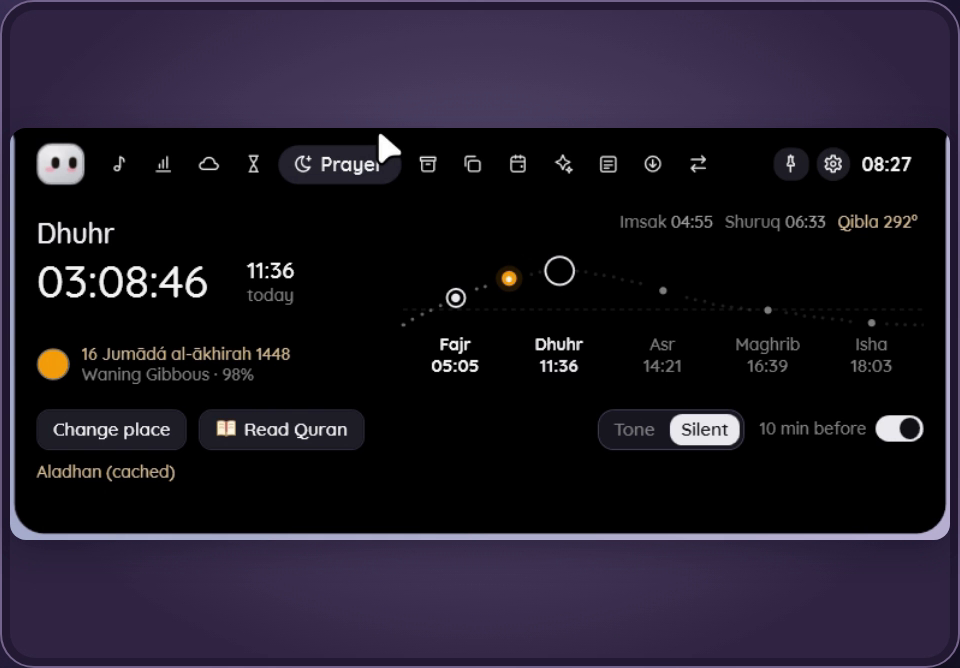 Prayer
08:27
Imsak 04:55 Shuruq 06:33 Qibla 292°
Dhuhr
03:08:46
11:36
today
16 Jumādá al-ākhirah 1448
Waning Gibbous · 98%
Fajr Dhuhr Asr Maghrib Isha
05:05 11:36 14:21 16:39 18:03
Change place
Read Quran
Tone Silent
10 min before
Aladhan (cached)